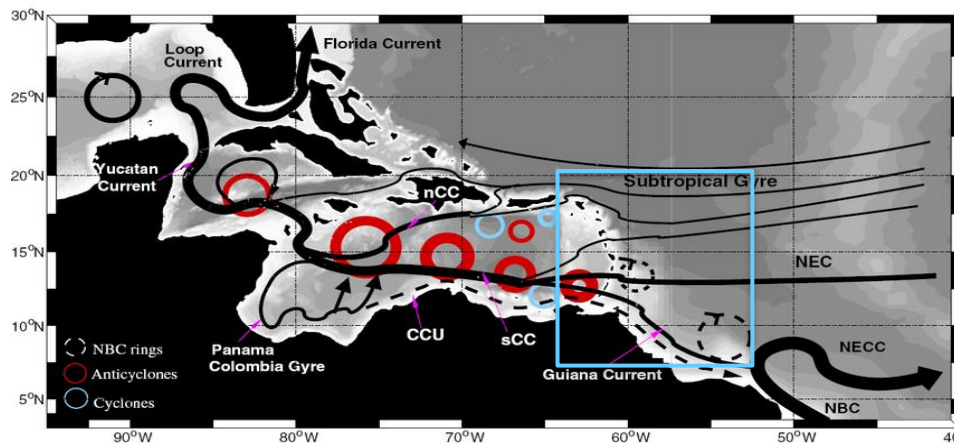 Loop
Current
Florida Current
25°N
Yucatan
Current
20°N
Subtropical Gyre
nCC
15°N
NEC
10°N
Panama
Colombia Gyre
CCU
sCC
Guiana Current
NECC
NBC
NBC rings
Anticyclones
Cyclones
5°N
90°W
80°W
70°W
60°W
50°W
40